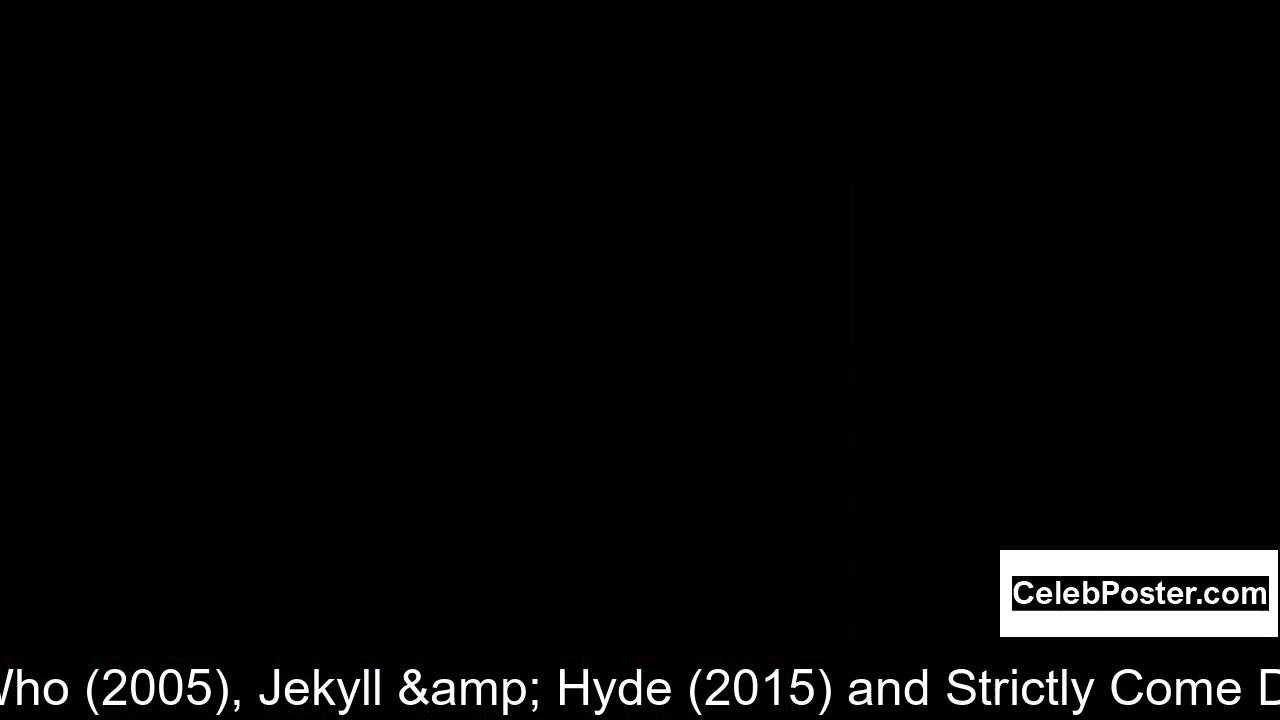 CelebPoster.com
Who (2005), Jekyll &amp; Hyde (2015) and Strictly Come D